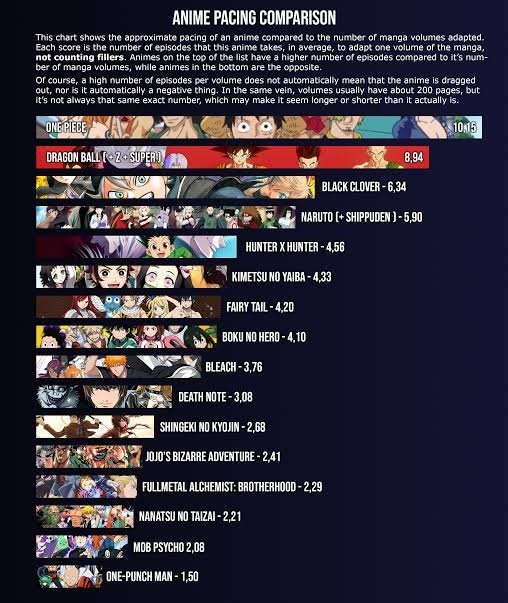 ANIME PACING COMPARISON
This chart shows the approximate pacing of an anime compared to the number of manga volumes adapted.
Each score is the number of episodes that this anime takes, in average, to adapt one volume of the manga,
not counting fillers. Animes on the top of the list have a higher number of episodes compared to it's num-
ber of manga volumes, while animes in the bottom are the opposite.
Of course, a high number of episodes per volume does not automatically mean that the anime is dragged
out, nor is it automatically a negative thing. In the same vein, volumes usually have about 200 pages, but
it's not always that same exact number, which may make it seem longer or shorter than it actually is.
ONE PIECE 10,15
DRAGON BALL ( + Z + SUPER ) 8,94
BLACK CLOVER - 6,34
NARUTO (+ SHIPPUDEN ) - 5,90
HUNTER X HUNTER - 4,56
KIMETSU NO YAIBA - 4,33
FAIRY TAIL - 4,20
BOKU NO HERO - 4,10
BLEACH - 3,76
DEATH NOTE - 3,08
SHINGEKI NO KYOJIN - 2,68
JOJO'S BIZARRE ADVENTURE - 2,41
FULLMETAL ALCHEMIST: BROTHERHOOD - 2,29
NANATSU NO TAIZAI - 2,21
MOB PSYCHO 2,08
ONE-PUNCH MAN - 1,50